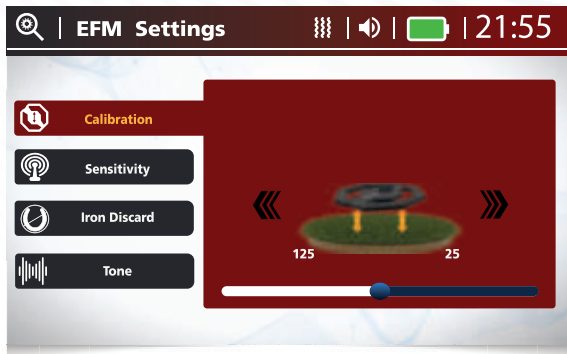 EFM Settings
21:55
Calibration
Sensitivity
Iron Discard
Tone
125
25